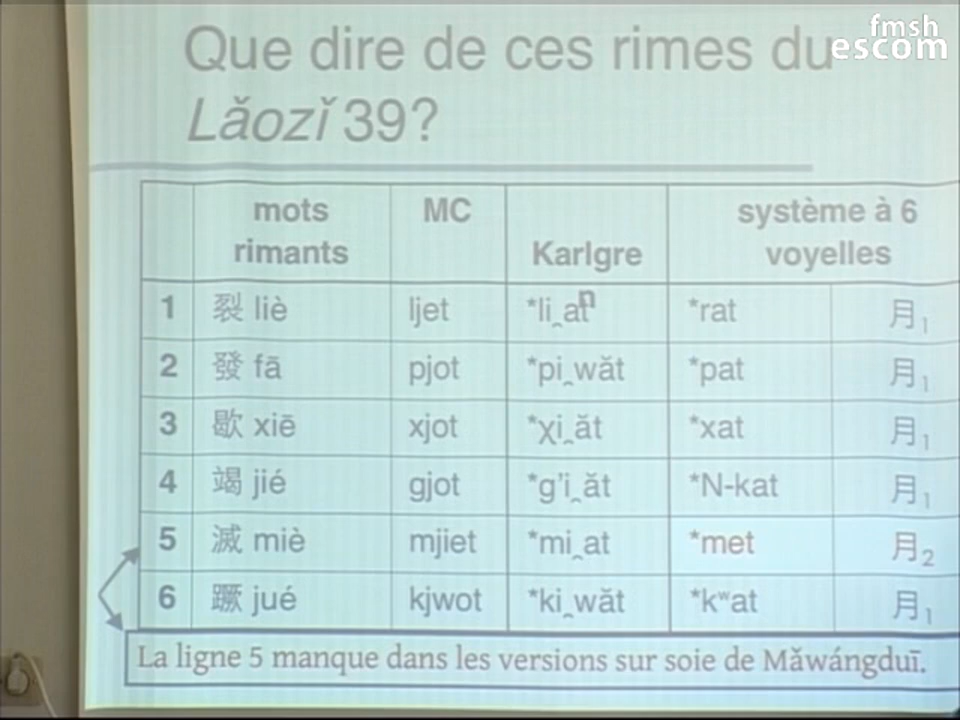 fmsh
escom
Que dire de ces rimes du
Lǎozǐ 39?
mots rimants MC Karlgren système à 6 voyelles
1 裂 liè ljet *li̯at *rat 月1
2 發 fā pjot *pi̯wăt *pat 月1
3 歇 xiē xjot *χi̯ăt *xat 月1
4 竭 jié gjot *g’i̯ăt *N-kat 月1
5 滅 miè mjiet *mi̯at *met 月2
6 蹶 jué kjwot *ki̯wăt *kʷat 月1
La ligne 5 manque dans les versions sur soie de Mǎwángduī.